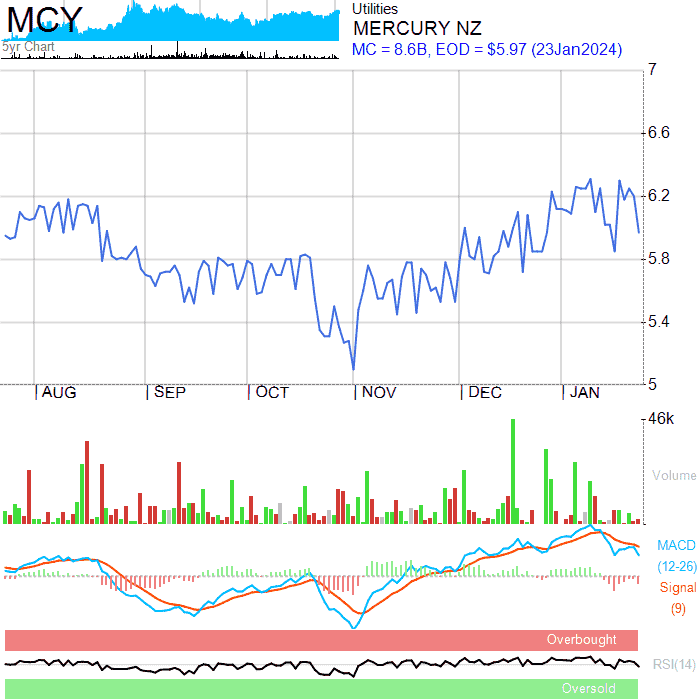 MCY
5yr Chart
Utilities
MERCURY NZ
MC = 8.6B, EOD = $5.97 (23Jan2024)
7
6.6
6.2
5.8
5.4
5
AUG SEP OCT NOV DEC JAN
46k
Volume
MACD
(12-26)
Signal
(9)
Overbought
RSI(14)
Oversold